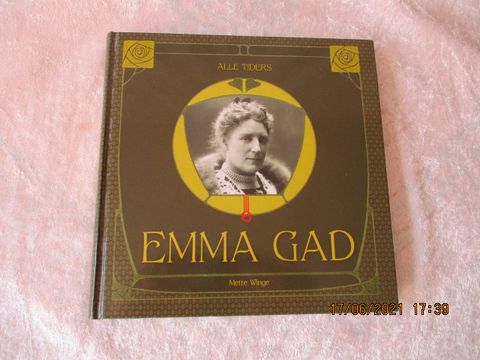 ALLE TIDERS
EMMA GAD
Mette Winge
17/06/2021 17:39